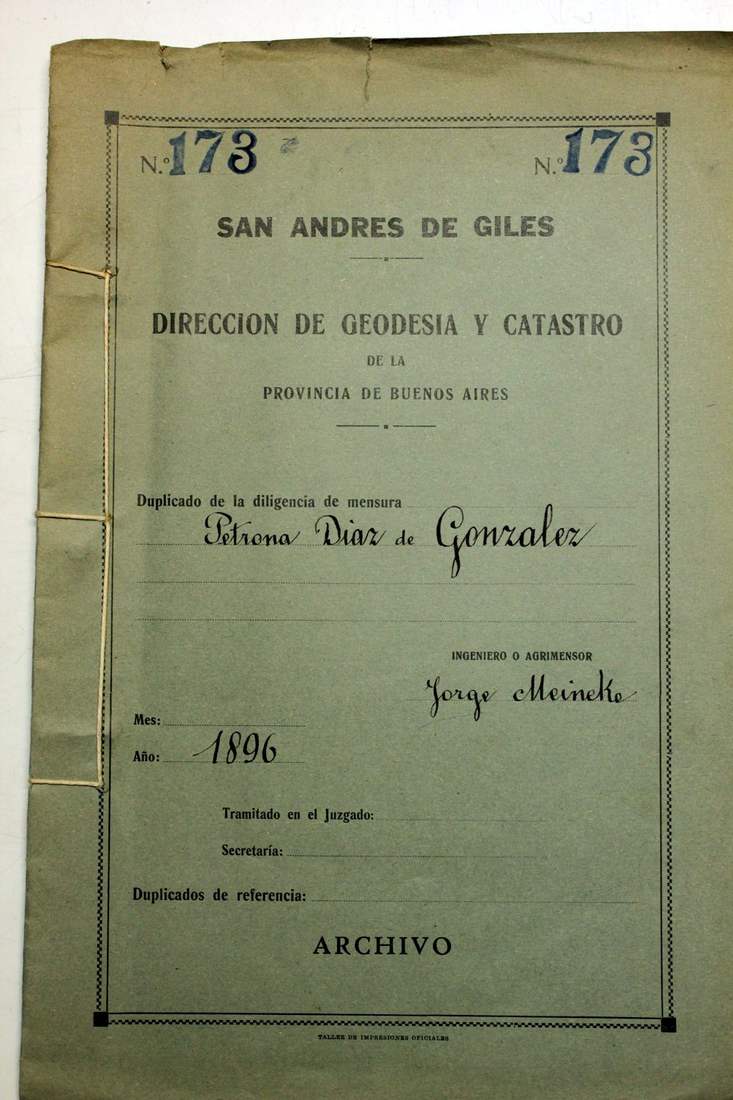 N.º 173 N.º 173
SAN ANDRES DE GILES
DIRECCION DE GEODESIA Y CATASTRO
DE LA
PROVINCIA DE BUENOS AIRES
Duplicado de la diligencia de mensura
Petrona Diaz de Gonzalez
INGENIERO O AGRIMENSOR
Jorge Meineke
Mes:
Año: 1896
Tramitado en el Juzgado:
Secretaría:
Duplicados de referencia:
ARCHIVO
TALLER DE IMPRESIONES OFICIALES